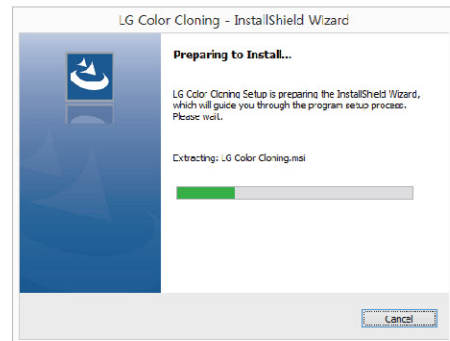 LG Color Cloning - InstallShield Wizard
Preparing to Install...
LG Color Cloning Setup is preparing the InstallShield Wizard,
which will guide you through the program setup process.
Please wait.
Extracting: LG Color Cloning.msi
Cancel